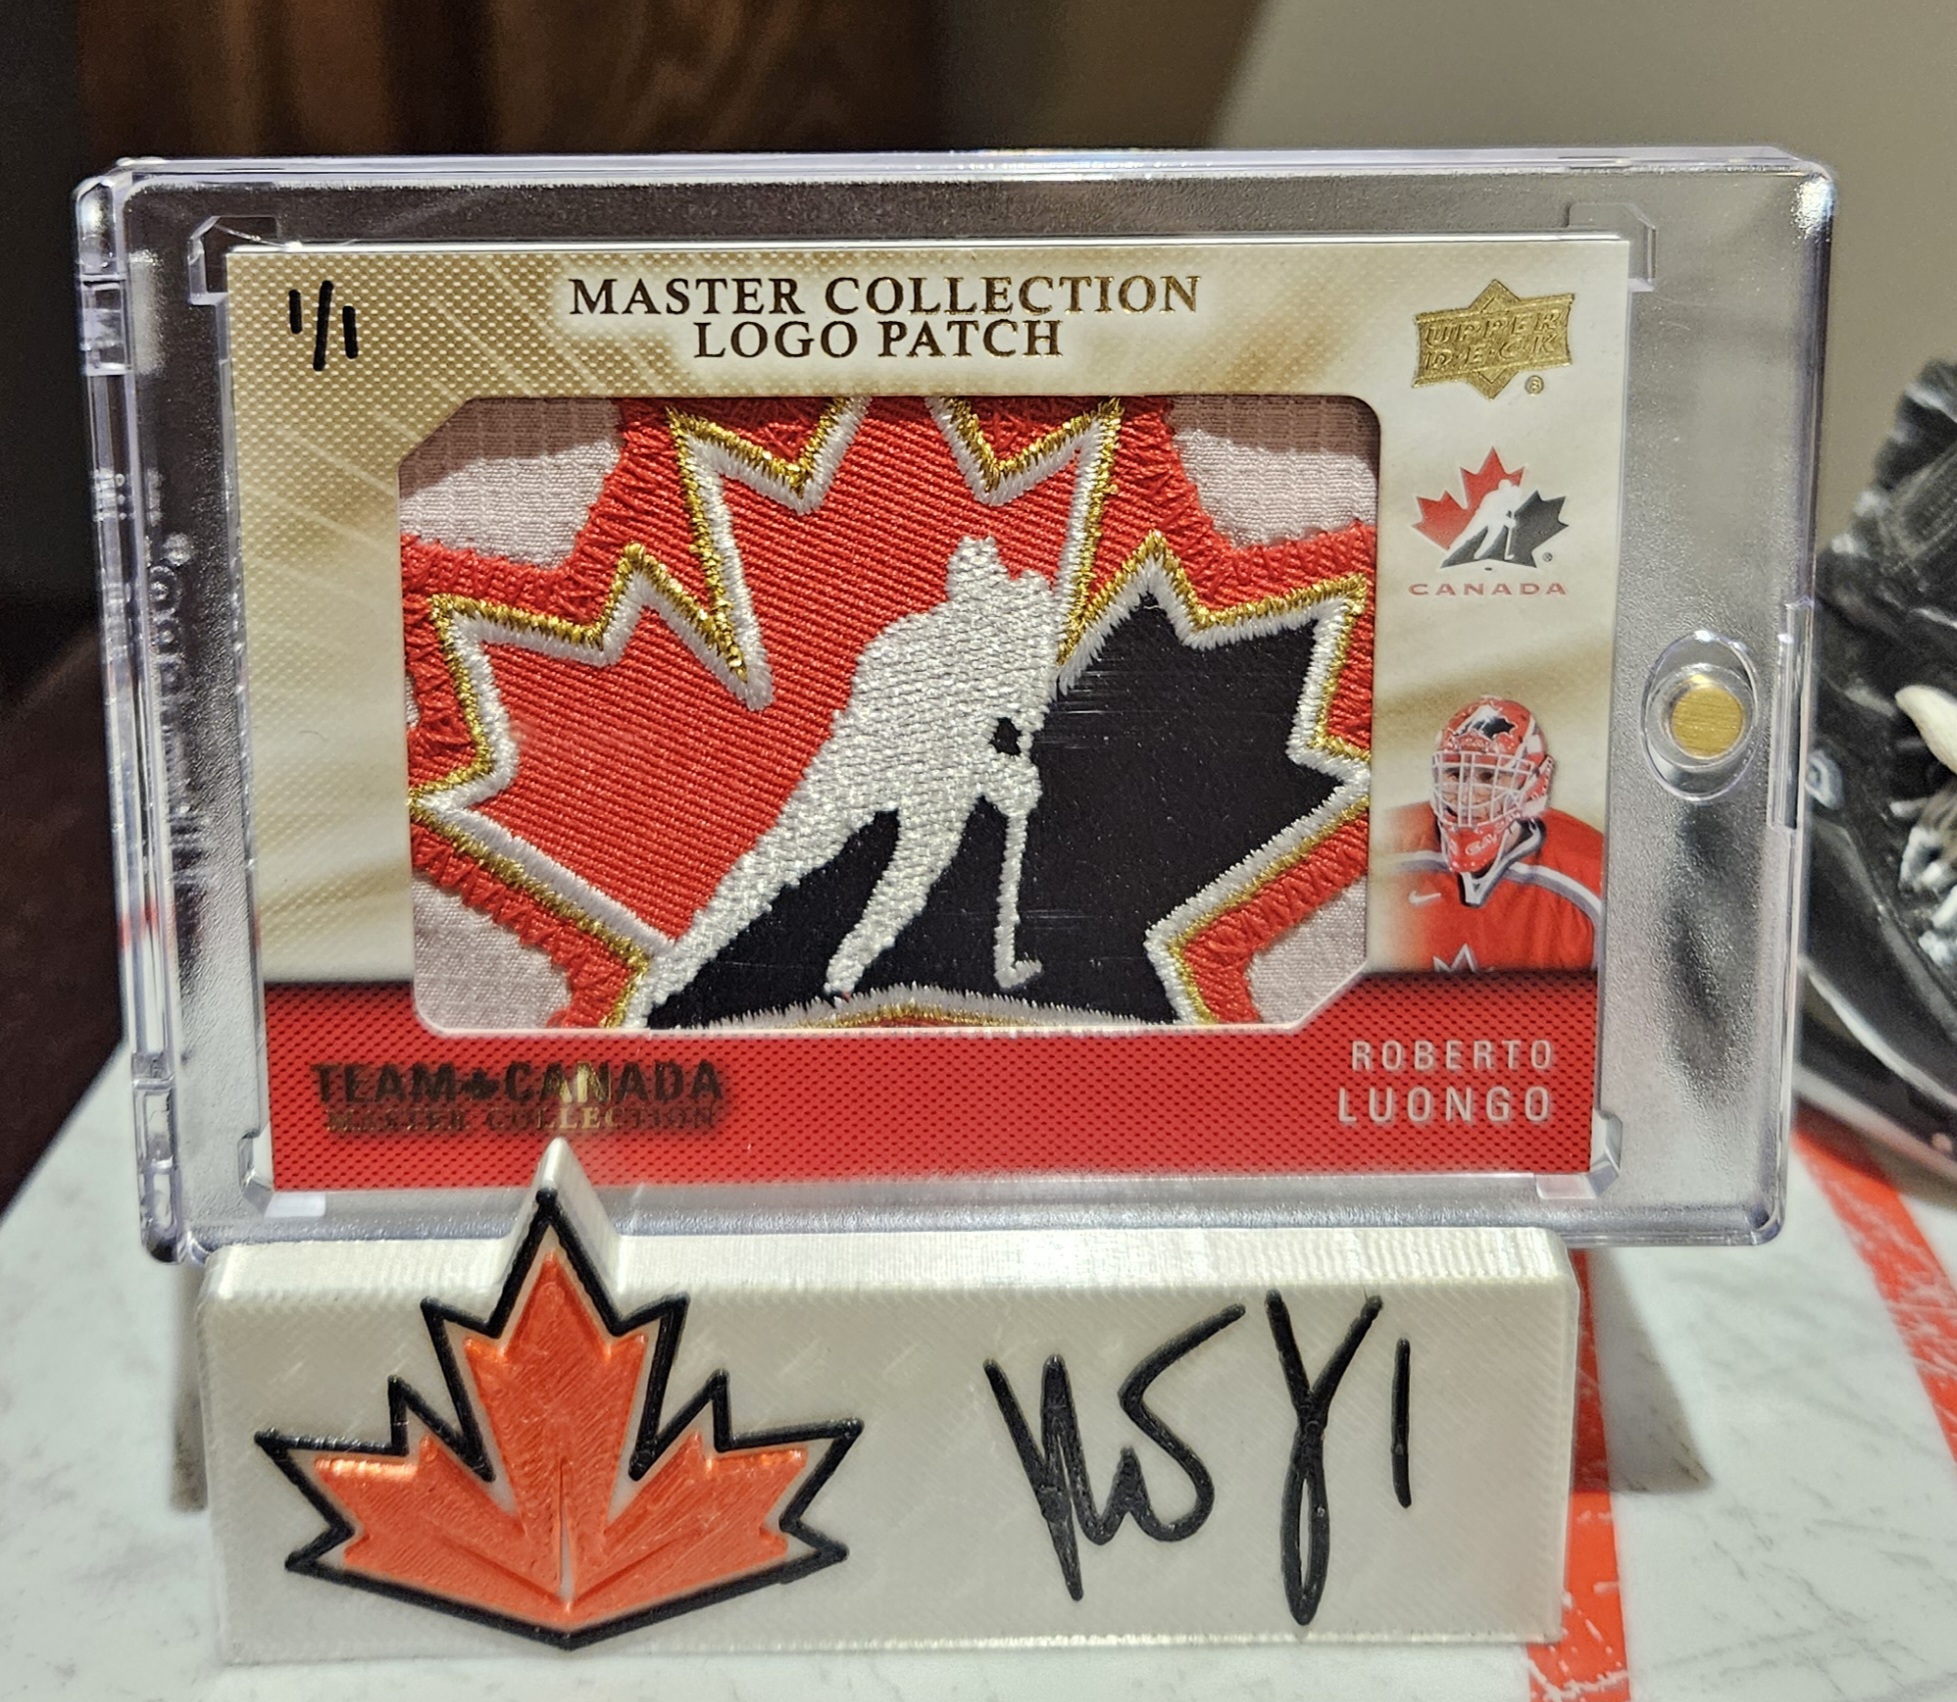 1/1
MASTER COLLECTION
LOGO PATCH
UPPER
DECK
CANADA
TEAM CANADA
MASTER COLLECTION
ROBERTO
LUONGO